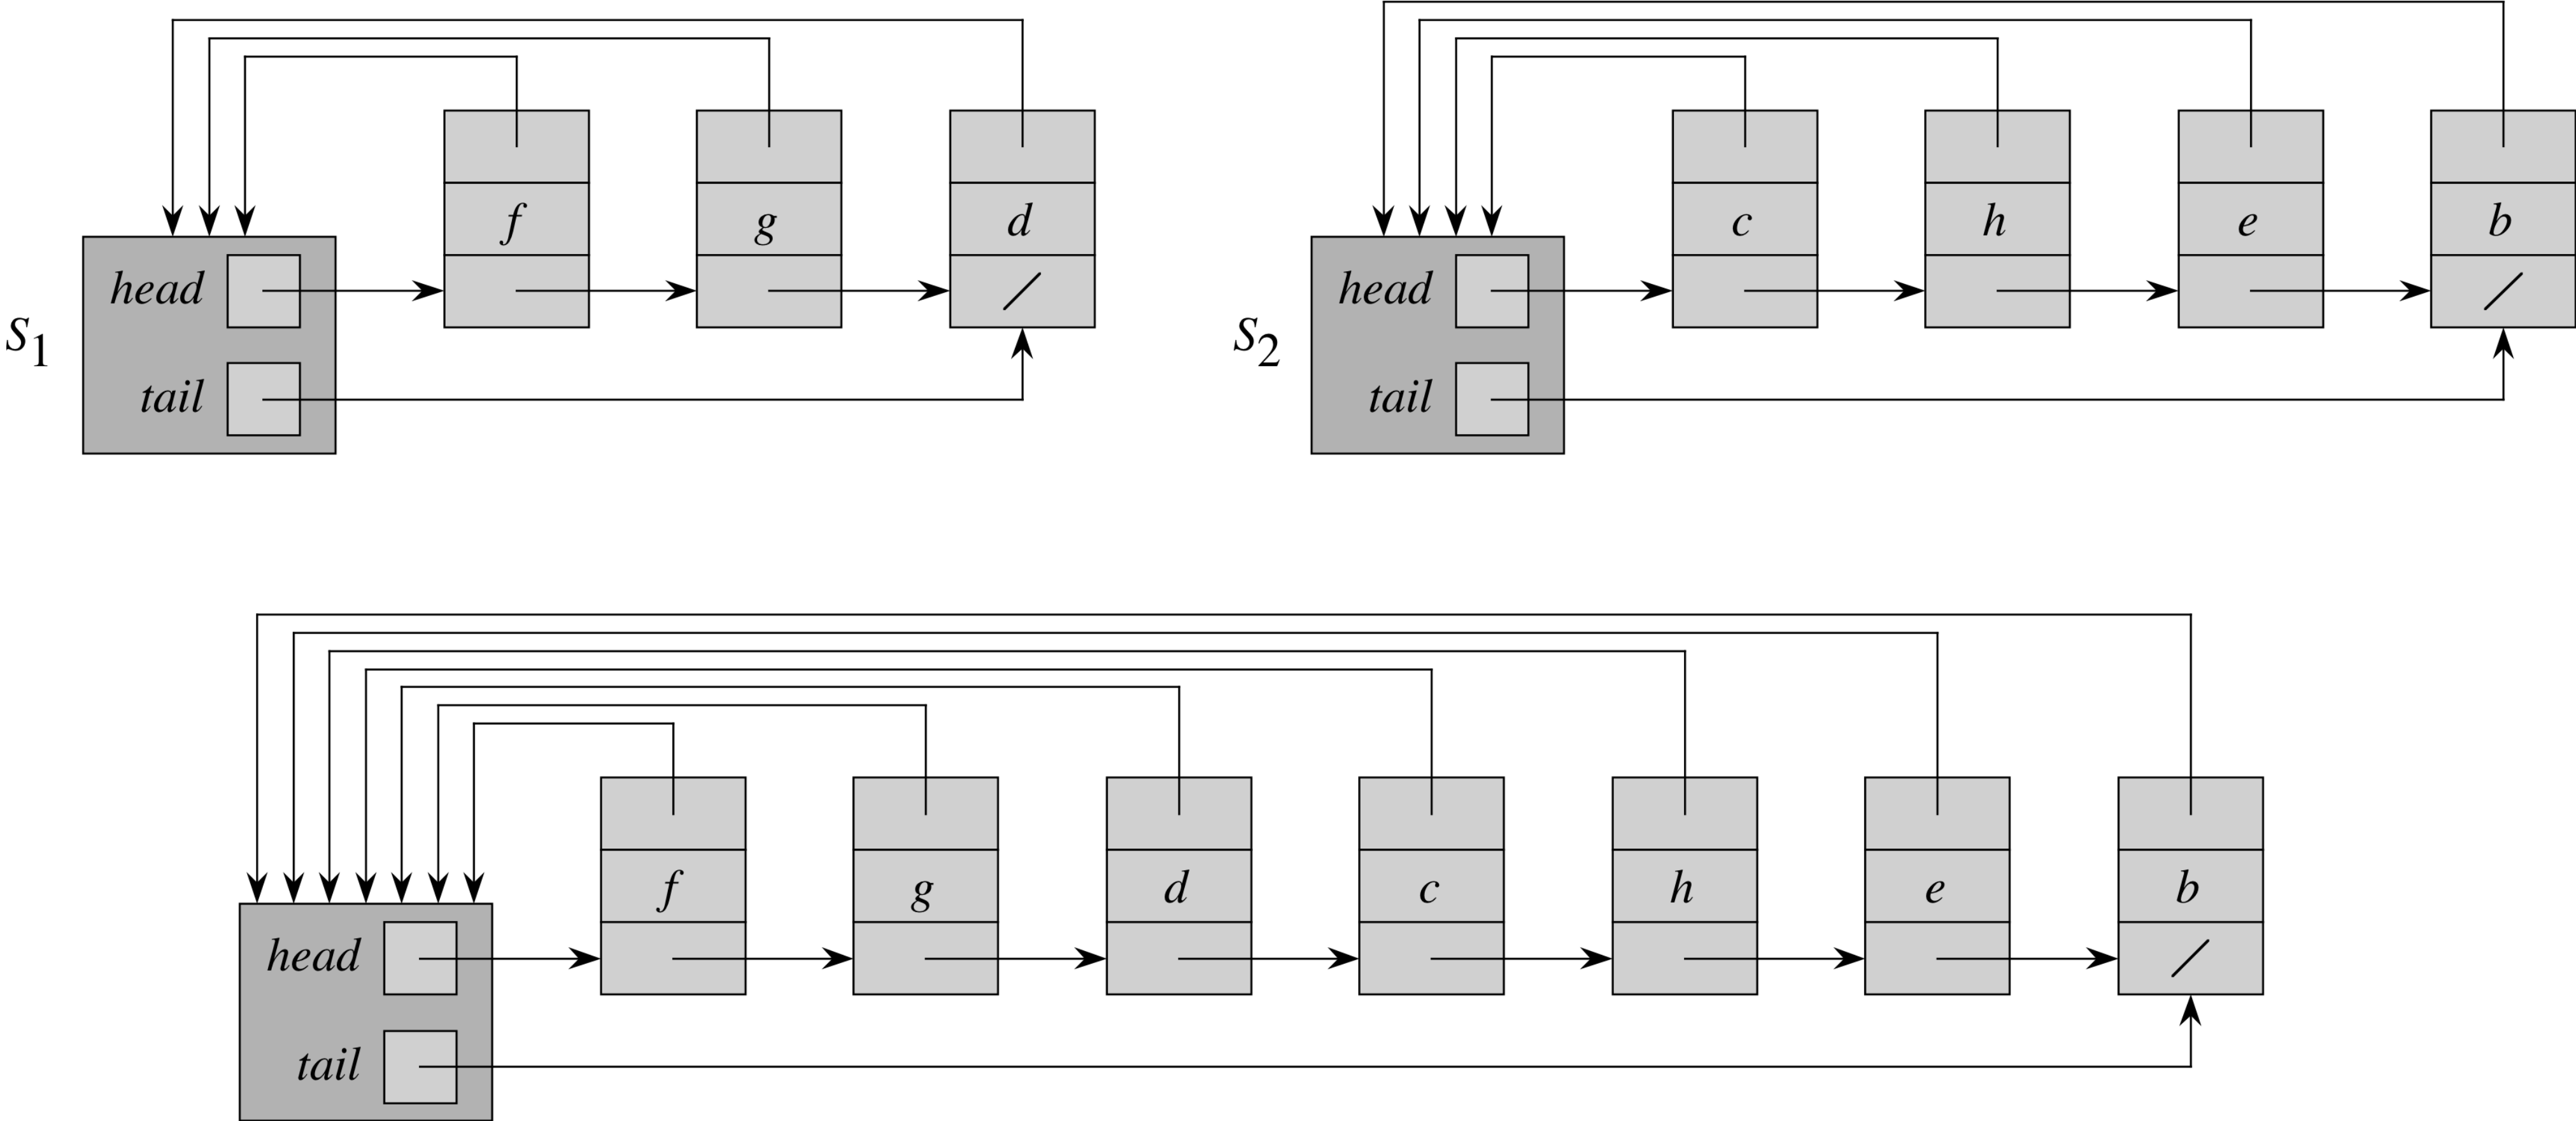 f g d
head
S1
tail
c h e b
head
S2
tail
f g d c h e b
head
tail